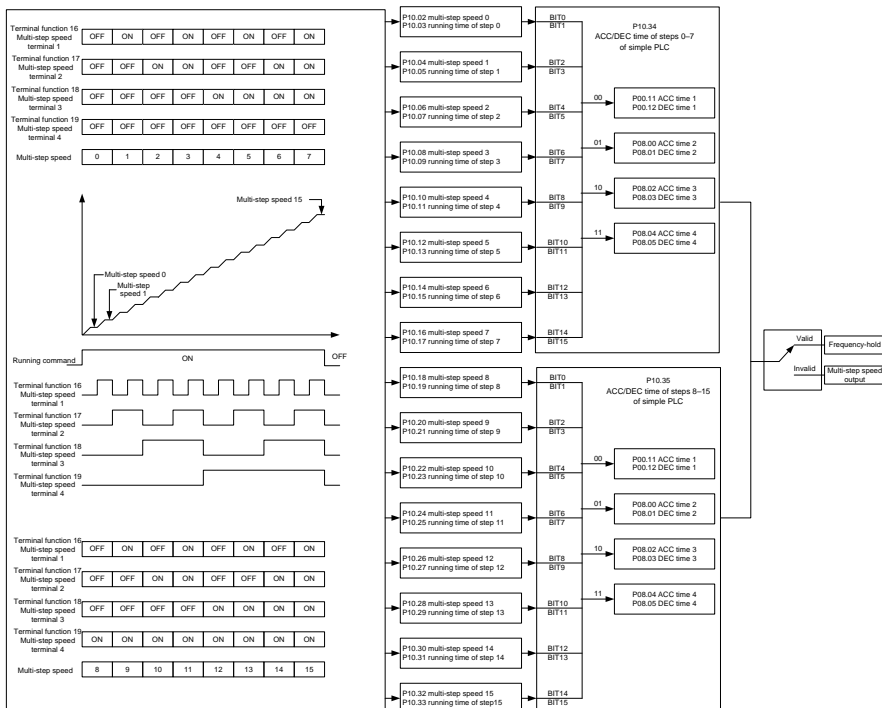 Terminal function 16
Multi-step speed
terminal 1
OFF ON OFF ON OFF ON OFF ON
Terminal function 17
Multi-step speed
terminal 2
OFF OFF ON ON OFF OFF ON ON
Terminal function 18
Multi-step speed
terminal 3
OFF OFF OFF OFF ON ON ON ON
Terminal function 19
Multi-step speed
terminal 4
OFF OFF OFF OFF OFF OFF OFF OFF
Multi-step speed
0 1 2 3 4 5 6 7
Multi-step speed 15
Multi-step speed 0
Multi-step
speed 1
Running command
ON
OFF
Terminal function 16
Multi-step speed
terminal 1
Terminal function 17
Multi-step speed
terminal 2
Terminal function 18
Multi-step speed
terminal 3
Terminal function 19
Multi-step speed
terminal 4
Terminal function 16
Multi-step speed
terminal 1
OFF ON OFF ON OFF ON OFF ON
Terminal function 17
Multi-step speed
terminal 2
OFF OFF ON ON OFF OFF ON ON
Terminal function 18
Multi-step speed
terminal 3
OFF OFF OFF OFF ON ON ON ON
Terminal function 19
Multi-step speed
terminal 4
ON ON ON ON ON ON ON ON
Multi-step speed
8 9 10 11 12 13 14 15
P10.02 multi-step speed 0
P10.03 running time of step 0
P10.04 multi-step speed 1
P10.05 running time of step 1
P10.06 multi-step speed 2
P10.07 running time of step 2
P10.08 multi-step speed 3
P10.09 running time of step 3
P10.10 multi-step speed 4
P10.11 running time of step 4
P10.12 multi-step speed 5
P10.13 running time of step 5
P10.14 multi-step speed 6
P10.15 running time of step 6
P10.16 multi-step speed 7
P10.17 running time of step 7
P10.18 multi-step speed 8
P10.19 running time of step 8
P10.20 multi-step speed 9
P10.21 running time of step 9
P10.22 multi-step speed 10
P10.23 running time of step 10
P10.24 multi-step speed 11
P10.25 running time of step 11
P10.26 multi-step speed 12
P10.27 running time of step 12
P10.28 multi-step speed 13
P10.29 running time of step 13
P10.30 multi-step speed 14
P10.31 running time of step 14
P10.32 multi-step speed 15
P10.33 running time of step15
BIT0
BIT1
BIT2
BIT3
BIT4
BIT5
BIT6
BIT7
BIT8
BIT9
BIT10
BIT11
BIT12
BIT13
BIT14
BIT15
P10.34
ACC/DEC time of steps 0–7
of simple PLC
00
P00.11 ACC time 1
P00.12 DEC time 1
01
P08.00 ACC time 2
P08.01 DEC time 2
10
P08.02 ACC time 3
P08.03 DEC time 3
11
P08.04 ACC time 4
P08.05 DEC time 4
BIT0
BIT1
BIT2
BIT3
BIT4
BIT5
BIT6
BIT7
BIT8
BIT9
BIT10
BIT11
BIT12
BIT13
BIT14
BIT15
P10.35
ACC/DEC time of steps 8–15
of simple PLC
00
P00.11 ACC time 1
P00.12 DEC time 1
01
P08.00 ACC time 2
P08.01 DEC time 2
10
P08.02 ACC time 3
P08.03 DEC time 3
11
P08.04 ACC time 4
P08.05 DEC time 4
Valid
Frequency-hold
Invalid
Multi-step speed
output